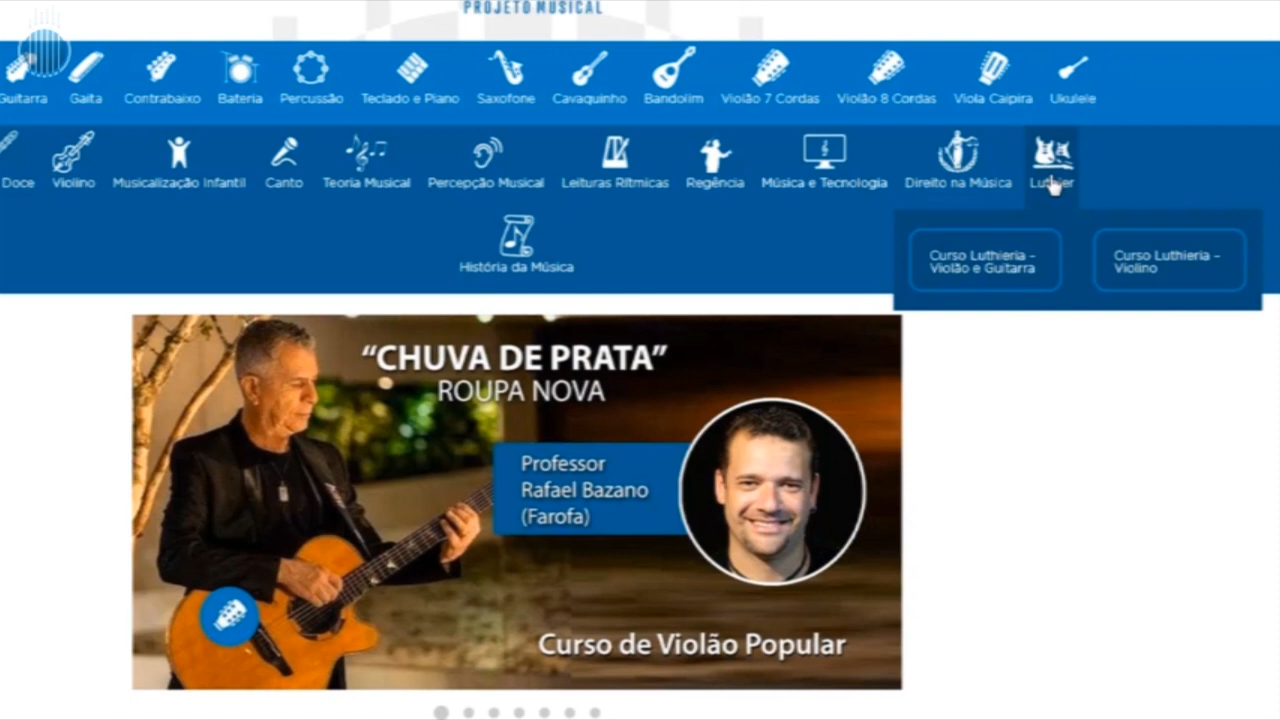 PROJETO MUSICAL
Guitarra Gaita Contrabaixo Bateria Percussão Teclado e Piano Saxofone Cavaquinho Bandolim Violão 7 Cordas Violão 8 Cordas Viola Caipira Ukulele
Doce Violino Musicalização Infantil Canto Teoria Musical Percepção Musical Leituras Rítmicas Regência Música e Tecnologia Direito na Música Luthier
História da Música
Curso Luthieria -
Violão e Guitarra
Curso Luthieria -
Violino
“CHUVA DE PRATA”
ROUPA NOVA
Professor
Rafael Bazano
(Farofa)
Curso de Violão Popular